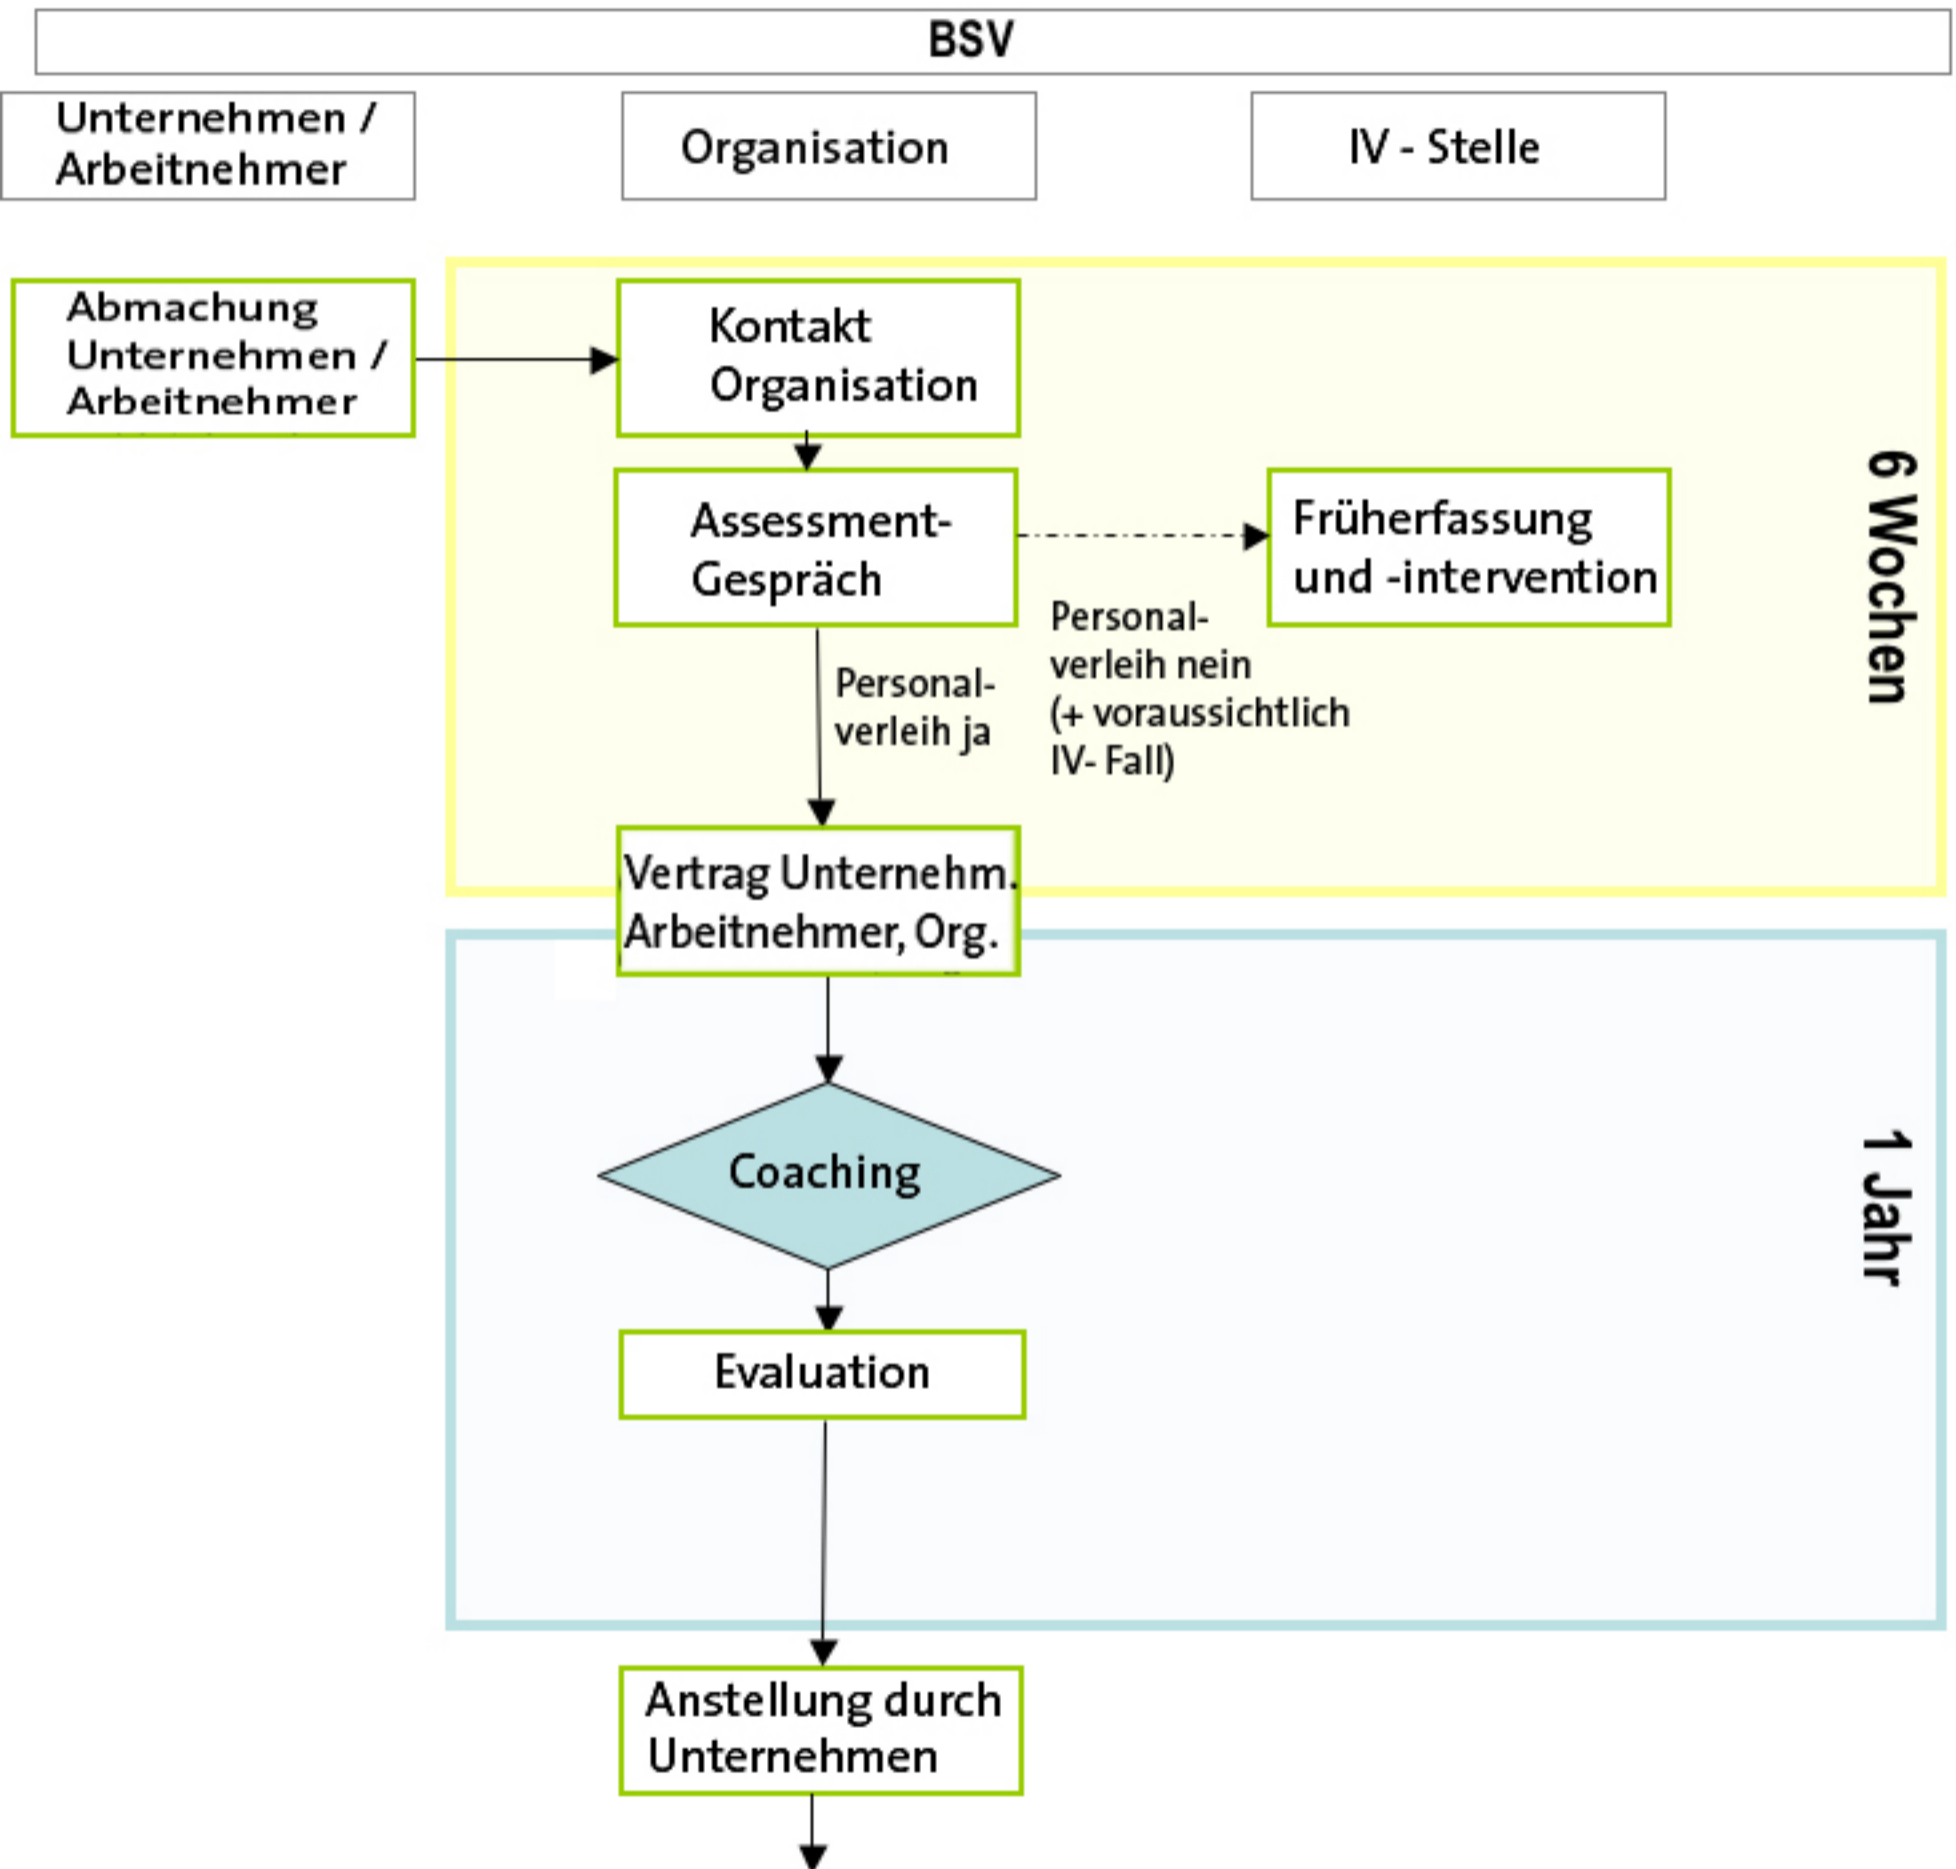 BSV
Unternehmen /
Arbeitnehmer
Organisation
IV - Stelle
Abmachung
Unternehmen /
Arbeitnehmer
Kontakt
Organisation
Assessment-
Gespräch
Früherfassung
und -intervention
Personal-
verleih ja
Personal-
verleih nein
(+ voraussichtlich
IV- Fall)
6 Wochen
Vertrag Unternehm.
Arbeitnehmer, Org.
Coaching
1 Jahr
Evaluation
Anstellung durch
Unternehmen